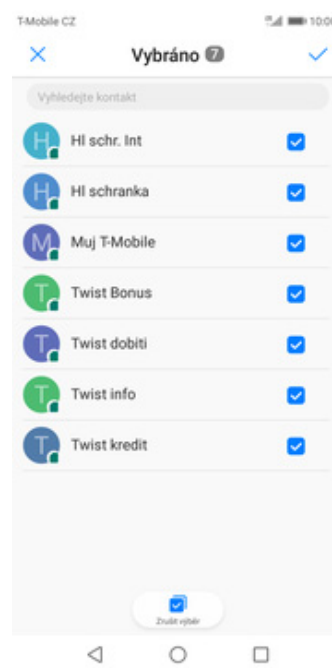 T-Mobile CZ
10:0
Vybráno 7
Vyhledejte kontakt
H Hl schr. Int
H Hl schranka
M Muj T-Mobile
T Twist Bonus
T Twist dobiti
T Twist info
T Twist kredit
Zrušit výběr